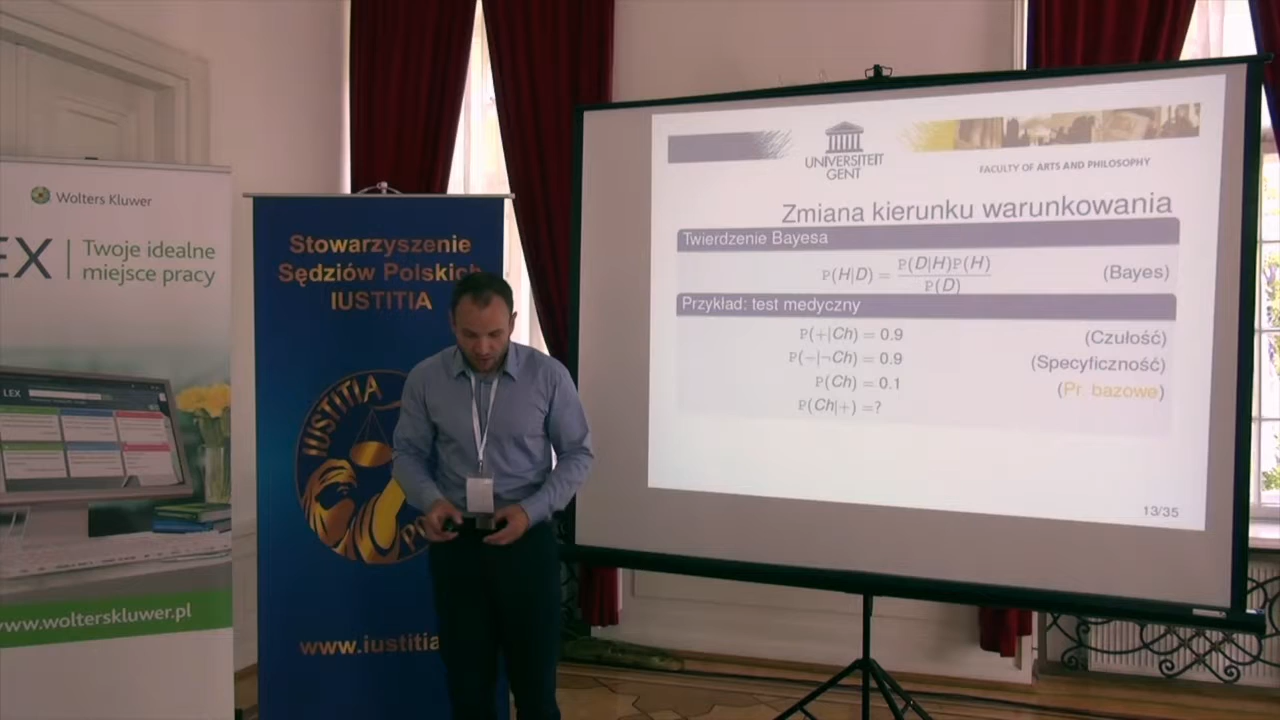 Wolters Kluwer
EX | Twoje idealne
miejsce pracy
LEX
www.wolterskluwer.pl
Stowarzyszenie
Sędziów Polskich
IUSTITIA
IUSTITIA
www.iustitia
UNIVERSITEIT
GENT
FACULTY OF ARTS AND PHILOSOPHY
Zmiana kierunku warunkowania
Twierdzenie Bayesa
P(H|D) = P(D|H)P(H) / P(D) (Bayes)
Przykład: test medyczny
P(+|Ch) = 0.9 (Czułość)
P(−|¬Ch) = 0.9 (Specyficzność)
P(Ch) = 0.1 (Pr. bazowe)
P(Ch|+) =?
13/35